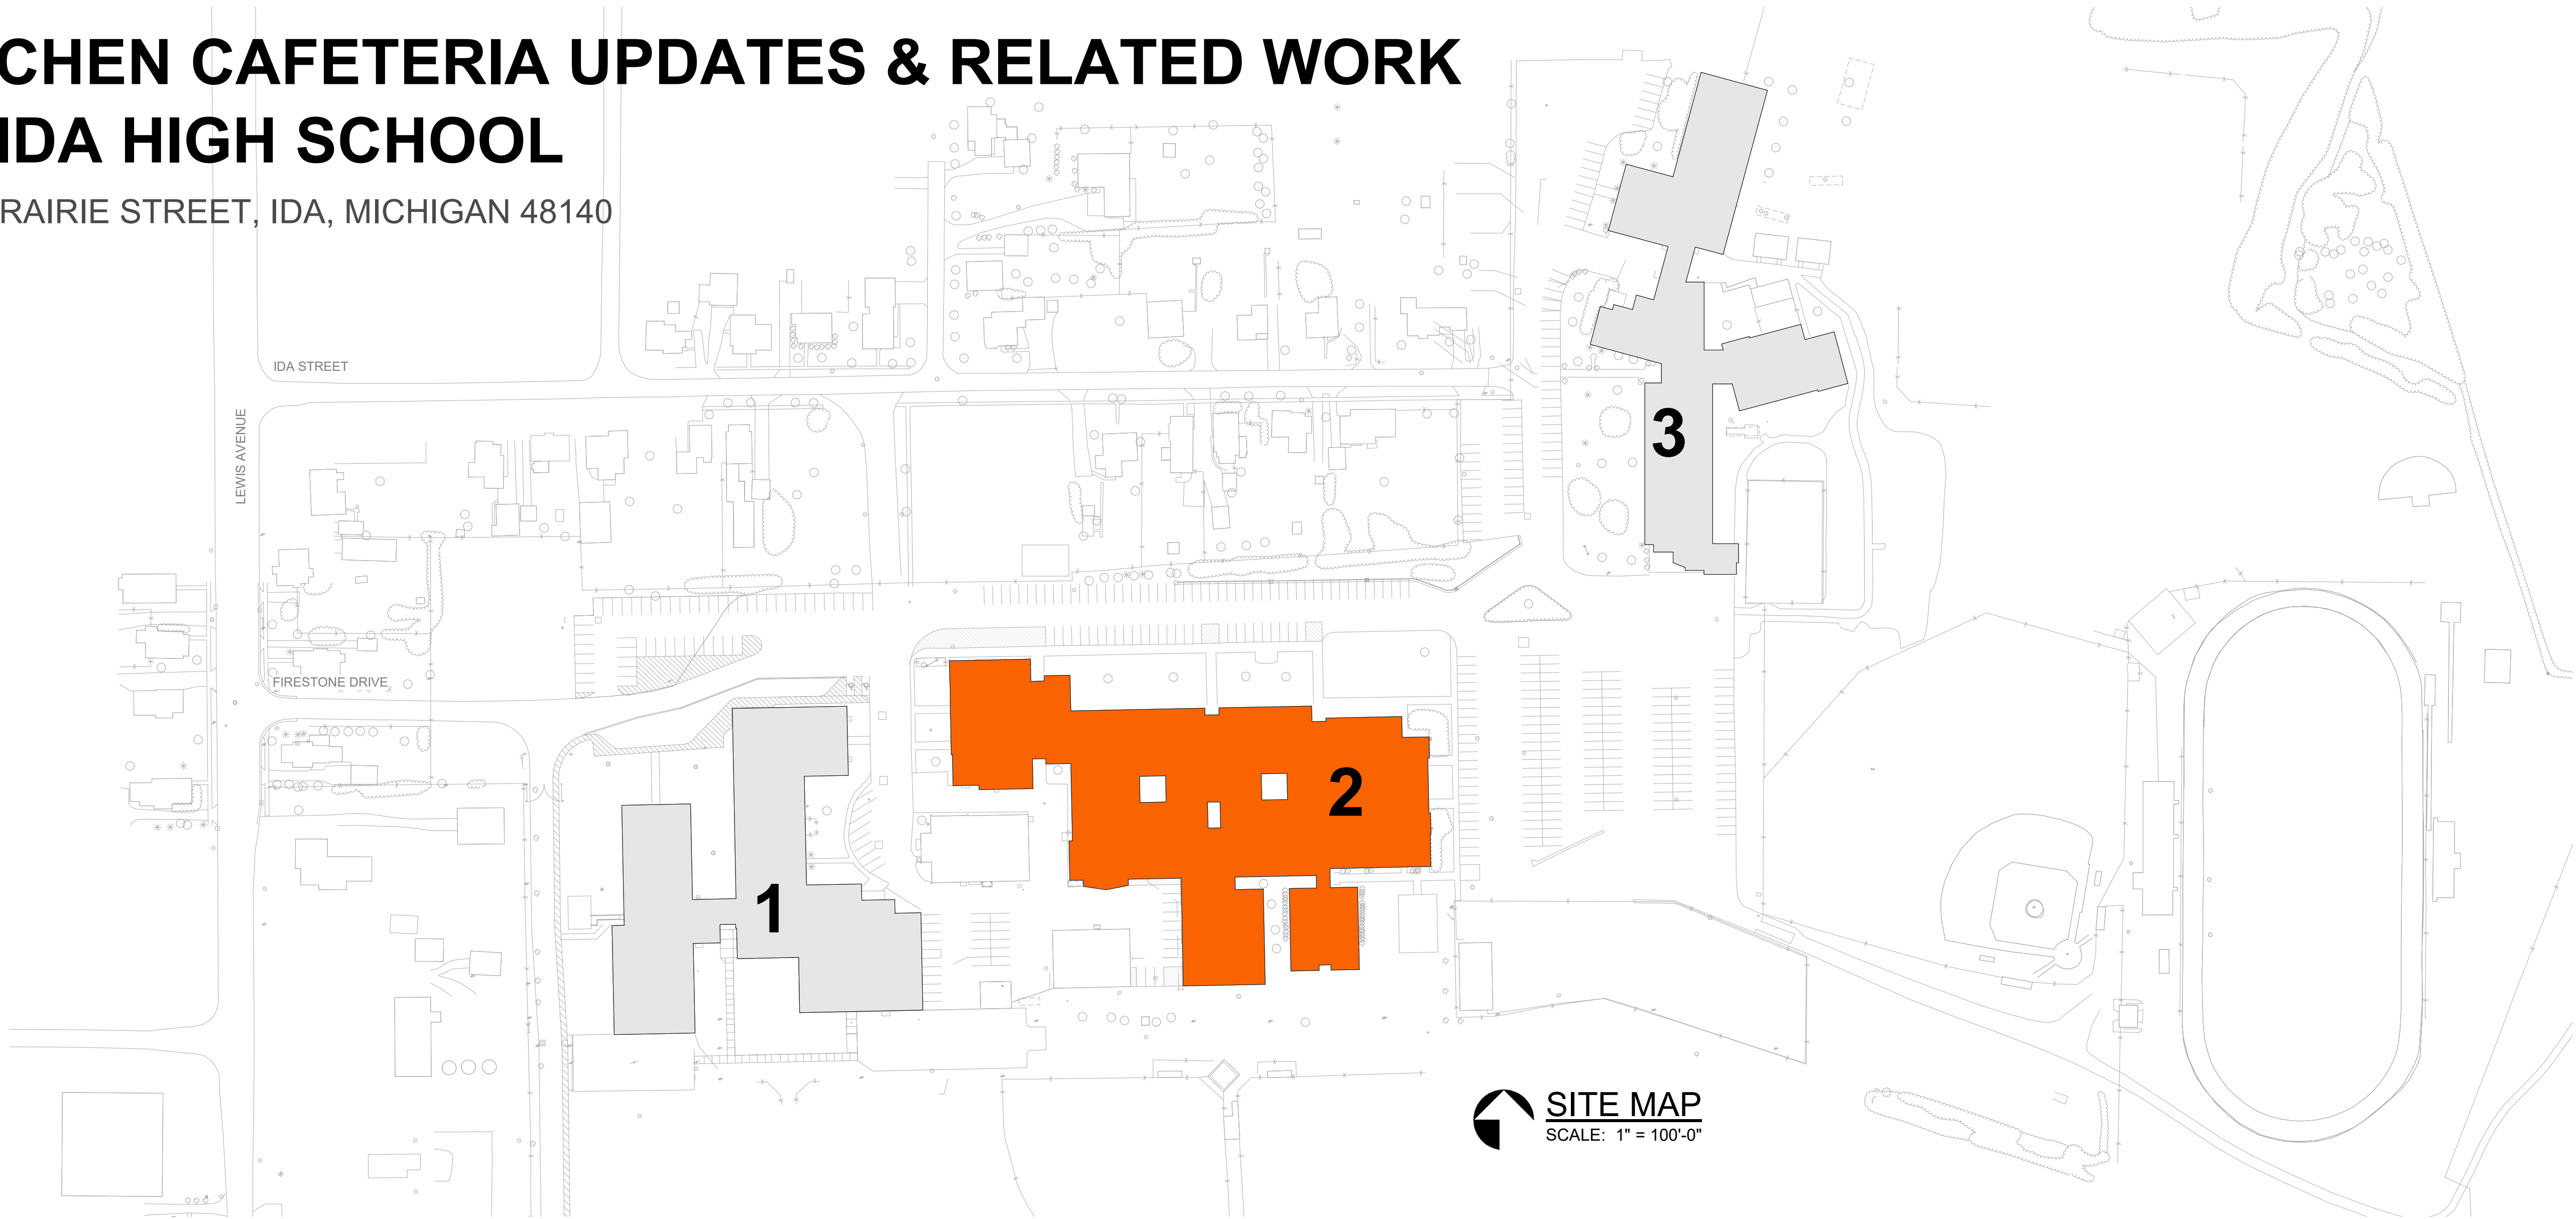 CHEN CAFETERIA UPDATES & RELATED WORK
IDA HIGH SCHOOL
RAIRIE STREET, IDA, MICHIGAN 48140
IDA STREET
LEWIS AVENUE
3
FIRESTONE DRIVE
2
1
SITE MAP
SCALE: 1" = 100'-0"